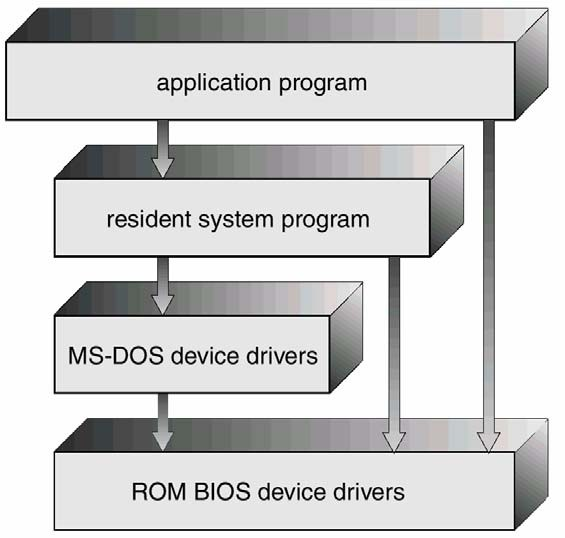 application program
resident system program
MS-DOS device drivers
ROM BIOS device drivers